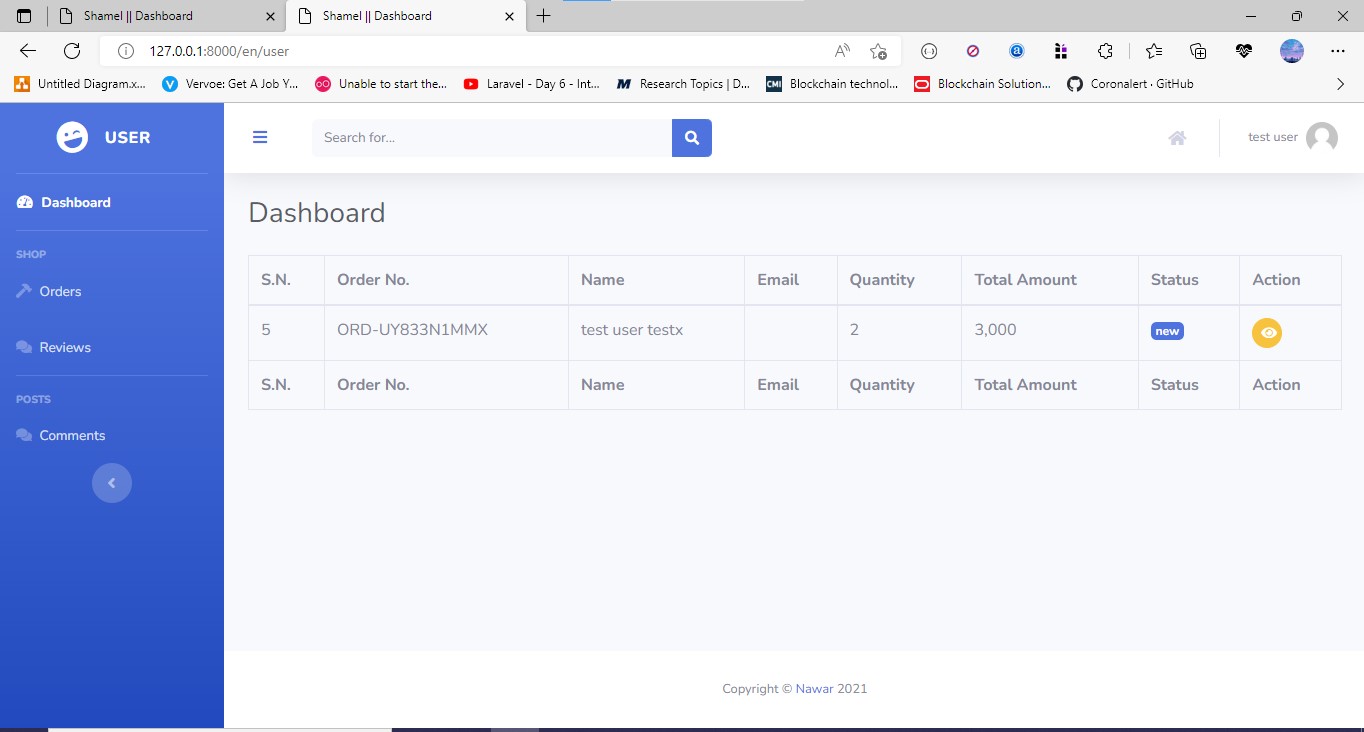 Shamel || Dashboard
Shamel || Dashboard
127.0.0.1:8000/en/user
Untitled Diagram.x... Vervoe: Get A Job Y... Unable to start the... Laravel - Day 6 - Int... Research Topics | D... Blockchain technol... Blockchain Solution... Coronalert · GitHub
USER
Search for...
test user
Dashboard
SHOP
Orders
Reviews
POSTS
Comments
Dashboard
S.N. Order No. Name Email Quantity Total Amount Status Action
5 ORD-UY833N1MMX test user testx 2 3,000 new
S.N. Order No. Name Email Quantity Total Amount Status Action
Copyright © Nawar 2021